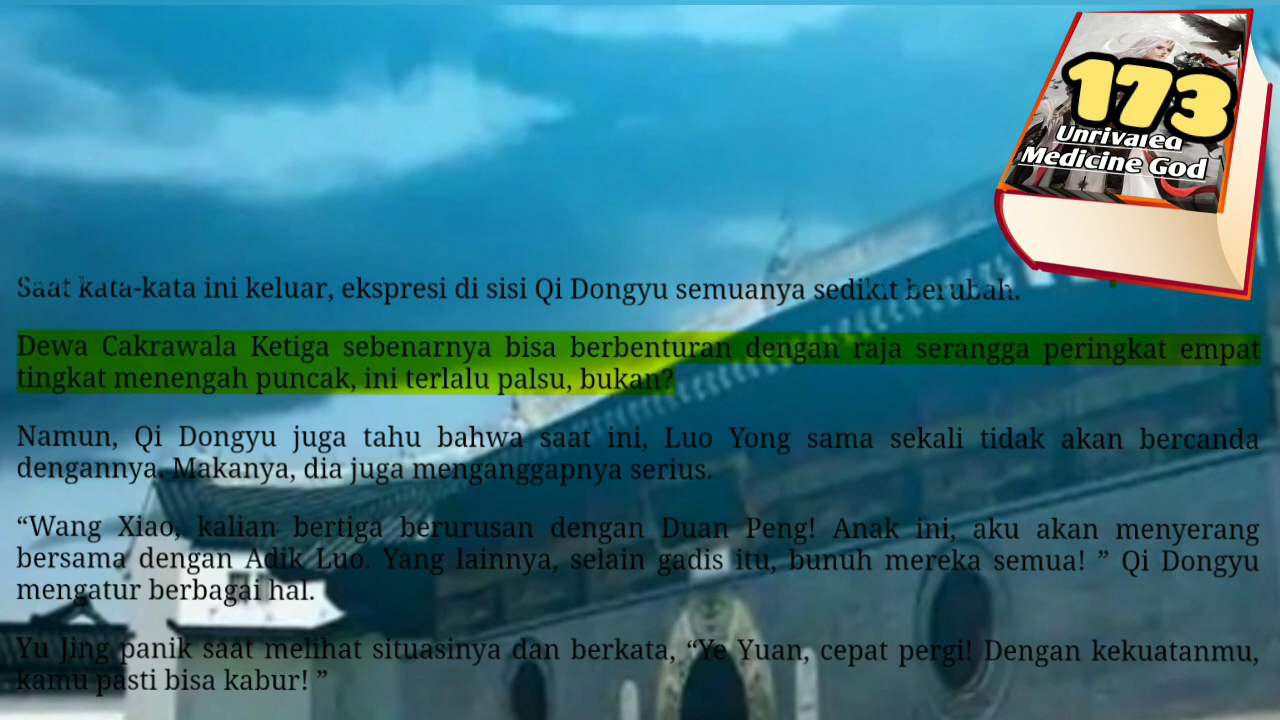 173
Unrivaled
Medicine God
Saat kata-kata ini keluar, ekspresi di sisi Qi Dongyu semuanya sedikit berubah.
Dewa Cakrawala Ketiga sebenarnya bisa berbenturan dengan raja serangga peringkat empat
tingkat menengah puncak, ini terlalu palsu, bukan?
Namun, Qi Dongyu juga tahu bahwa saat ini, Luo Yong sama sekali tidak akan bercanda
dengannya. Makanya, dia juga menganggapnya serius.
“Wang Xiao, kalian bertiga berurusan dengan Duan Peng! Anak ini, aku akan menyerang
bersama dengan Adik Luo. Yang lainnya, selain gadis itu, bunuh mereka semua! ” Qi Dongyu
mengatur berbagai hal.
Yu Jing panik saat melihat situasinya dan berkata, “Ye Yuan, cepat pergi! Dengan kekuatanmu,
kamu pasti bisa kabur! ”